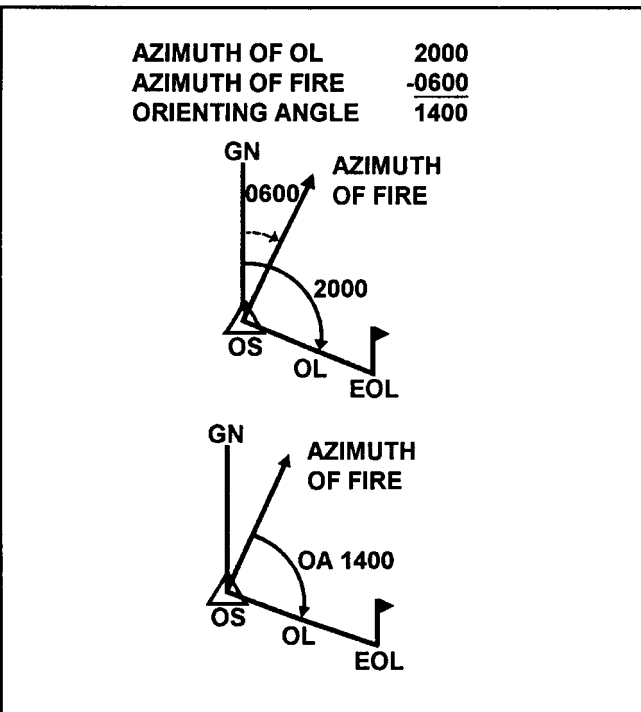 AZIMUTH OF OL 2000
AZIMUTH OF FIRE -0600
ORIENTING ANGLE 1400
GN
AZIMUTH
OF FIRE
0600
2000
OS
OL
EOL
GN
AZIMUTH
OF FIRE
OA 1400
OS
OL
EOL